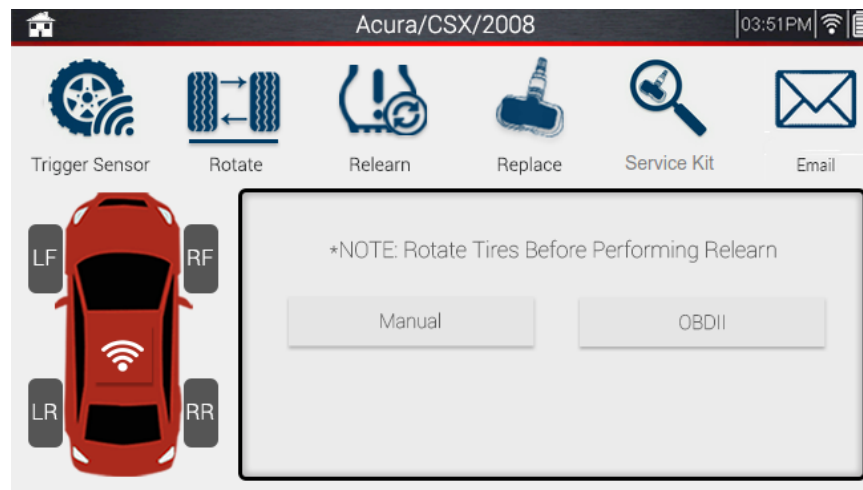 Acura/CSX/2008
03:51PM
Trigger Sensor
Rotate
Relearn
Replace
Service Kit
Email
LF
RF
*NOTE: Rotate Tires Before Performing Relearn
Manual
OBDII
LR
RR